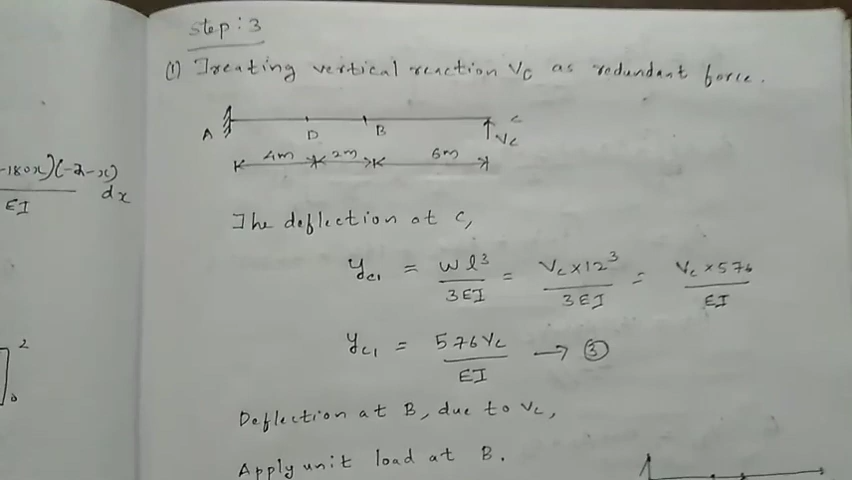 Step: 3
(1) Treating vertical reaction Vc as redundant force.
A D B C
Vc
4m 2m 6m
-180x)(-2-x) dx
EI
The deflection at C,
yc1 = Wl³/3EI = Vc×12³/3EI = Vc×576/EI
yc1 = 576Vc/EI → ③
2
0
Deflection at B, due to Vc,
Apply unit load at B.